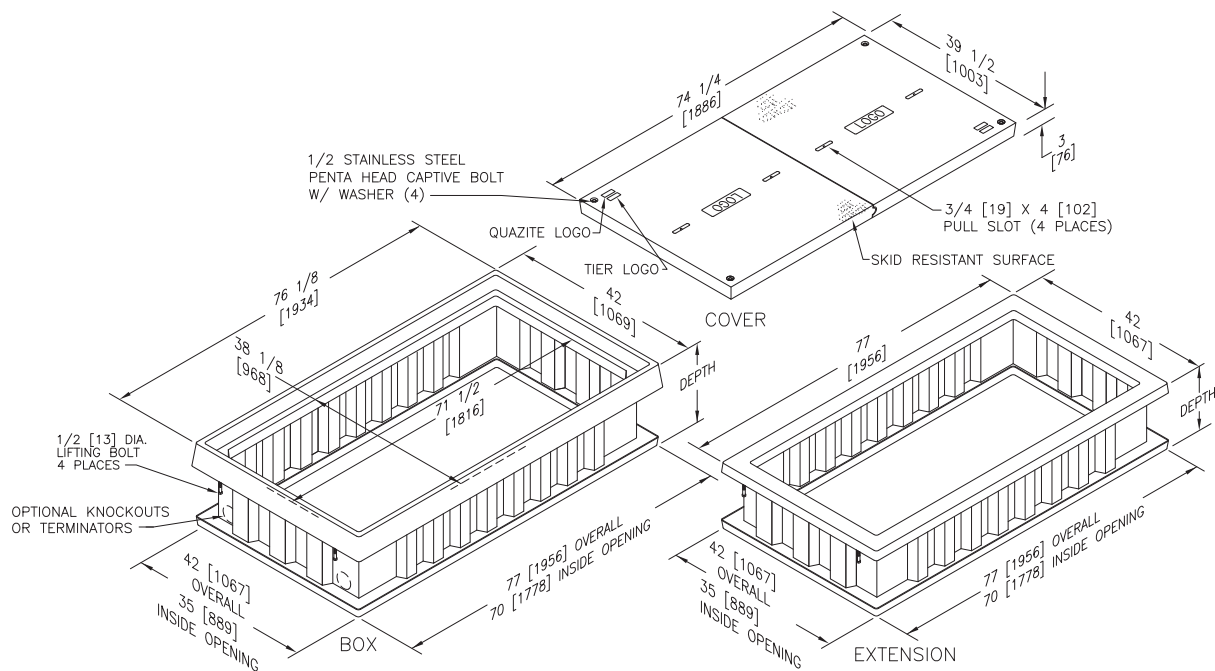 39 1/2
[1003]
74 1/4
[1886]
3
[76]
LOGO
LOGO
1/2 STAINLESS STEEL
PENTA HEAD CAPTIVE BOLT
W/ WASHER (4)
QUAZITE LOGO
TIER LOGO
3/4 [19] X 4 [102]
PULL SLOT (4 PLACES)
SKID RESISTANT SURFACE
COVER
76 1/8
[1934]
42
[1069]
38 1/8
[968]
71 1/2
[1816]
DEPTH
1/2 [13] DIA.
LIFTING BOLT
4 PLACES
OPTIONAL KNOCKOUTS
OR TERMINATORS
42 [1067]
OVERALL
35 [889]
INSIDE OPENING
77 [1956] OVERALL
70 [1778] INSIDE OPENING
BOX
77
[1956]
42
[1067]
DEPTH
42 [1067]
OVERALL
35 [889]
INSIDE OPENING
77 [1956] OVERALL
70 [1778] INSIDE OPENING
EXTENSION